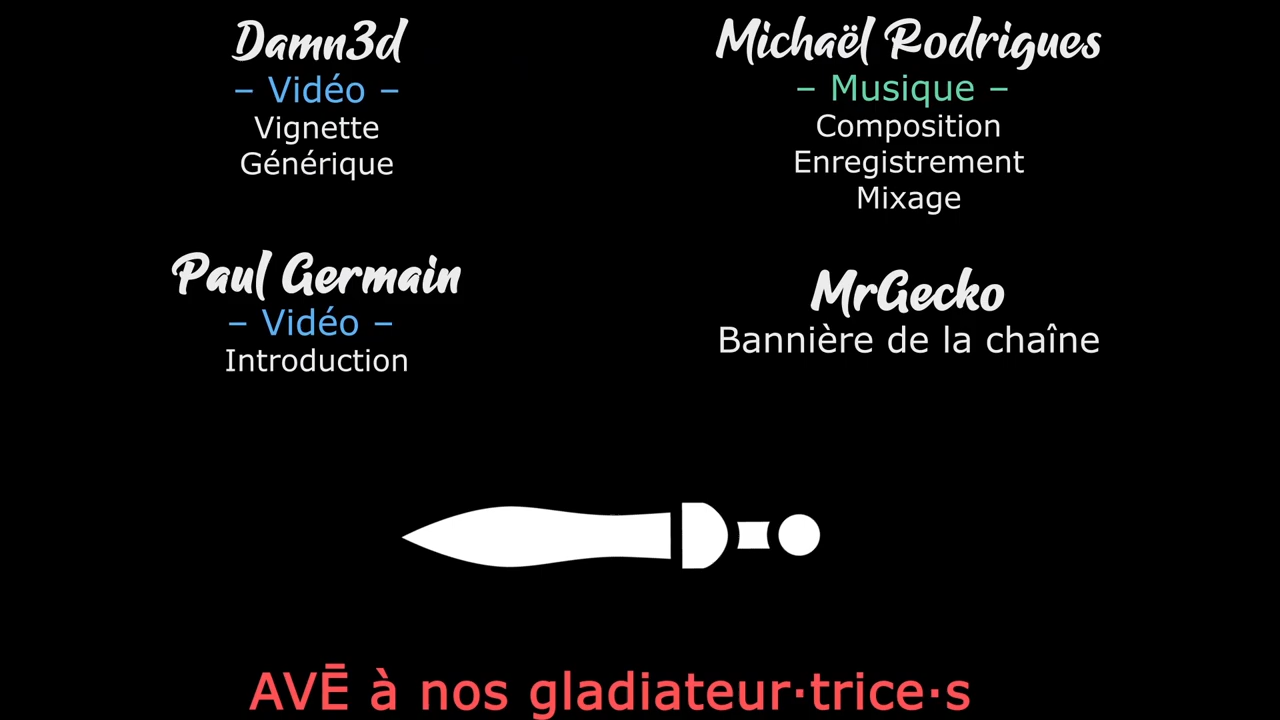 Damn3d
– Vidéo –
Vignette
Générique
Michaël Rodrigues
– Musique –
Composition
Enregistrement
Mixage
Paul Germain
– Vidéo –
Introduction
MrGecko
Bannière de la chaîne
AVĒ à nos gladiateur·trice·s